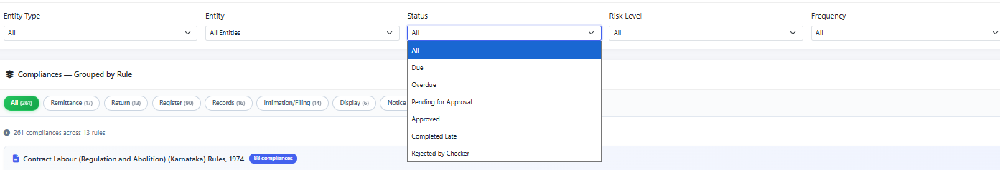 Entity Type Entity Status Risk Level Frequency
All All Entities All All All
All
Due
Overdue
Pending for Approval
Approved
Completed Late
Rejected by Checker
Compliances — Grouped by Rule
All (261) Remittance (17) Return (13) Register (90) Records (16) Intimation/Filing (14) Display (6) Notice
261 compliances across 13 rules
Contract Labour (Regulation and Abolition) (Karnataka) Rules, 1974 88 compliances